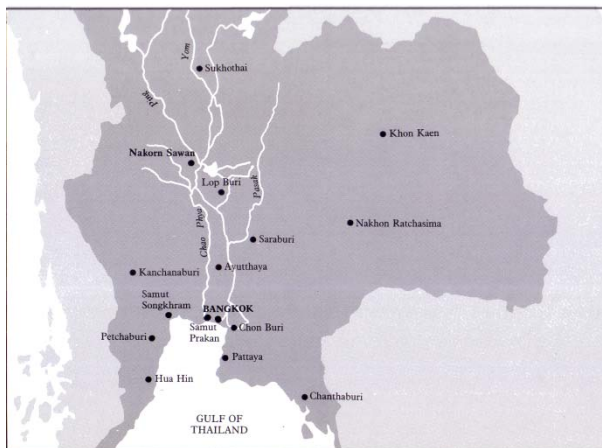 Yom
Sukhothai
Ping
Khon Kaen
Nakorn Sawan
Lop Buri
Pasak
Chao Phya
Nakhon Ratchasima
Saraburi
Ayutthaya
Kanchanaburi
Samut
Songkhram
BANGKOK
Samut
Prakan
Chon Buri
Petchaburi
Pattaya
Hua Hin
Chanthaburi
GULF OF
THAILAND